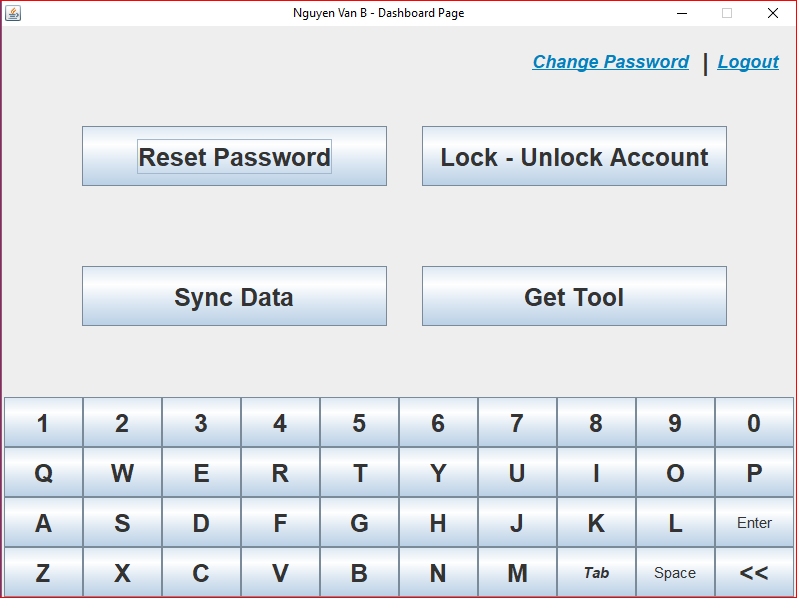 Nguyen Van B - Dashboard Page
Change Password | Logout
Reset Password Lock - Unlock Account
Sync Data Get Tool
1 2 3 4 5 6 7 8 9 0
Q W E R T Y U I O P
A S D F G H J K L Enter
Z X C V B N M Tab Space <<